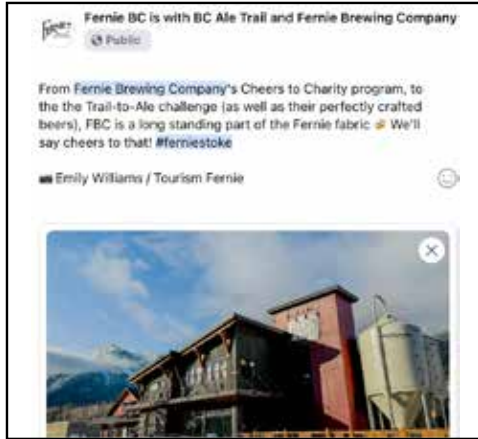 Fernie BC is with BC Ale Trail and Fernie Brewing Company
Public
From Fernie Brewing Company's Cheers to Charity program, to
the the Trail-to-Ale challenge (as well as their perfectly crafted
beers), FBC is a long standing part of the Fernie fabric 🍻 We'll
say cheers to that! #ferniestoke
📷 Emily Williams / Tourism Fernie